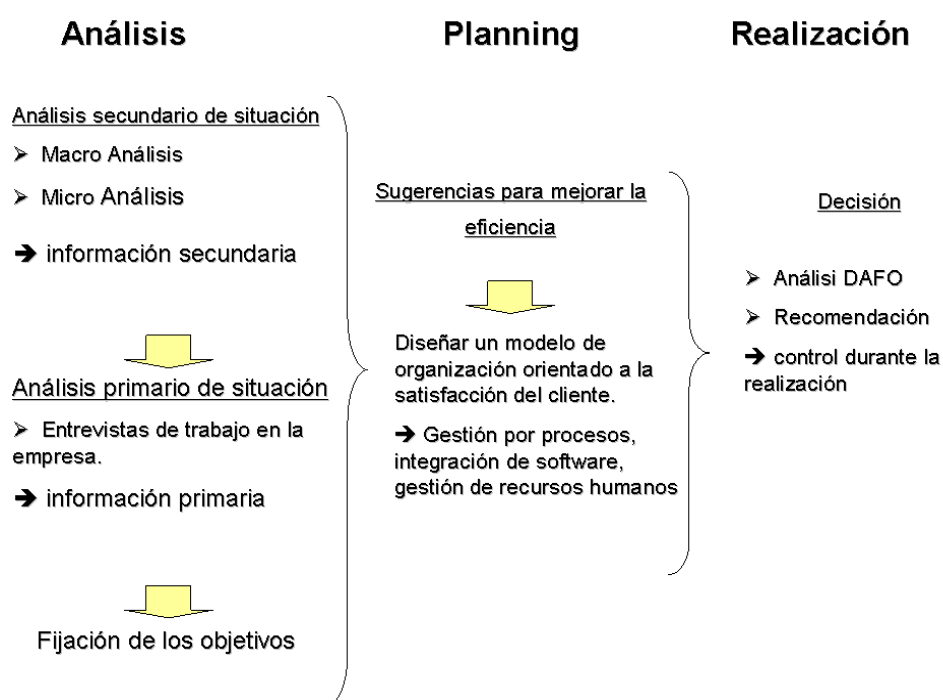 Análisis
Planning
Realización
Análisis secundario de situación
➢ Macro Análisis
➢ Micro Análisis
➔ información secundaria
Análisis primario de situación
➢ Entrevistas de trabajo en la
empresa.
➔ información primaria
Fijación de los objetivos
Sugerencias para mejorar la
eficiencia
Diseñar un modelo de
organización orientado a la
satisfacción del cliente.
➔ Gestión por procesos,
integración de software,
gestión de recursos humanos
Decisión
➢ Análisi DAFO
➢ Recomendación
➔ control durante la
realización